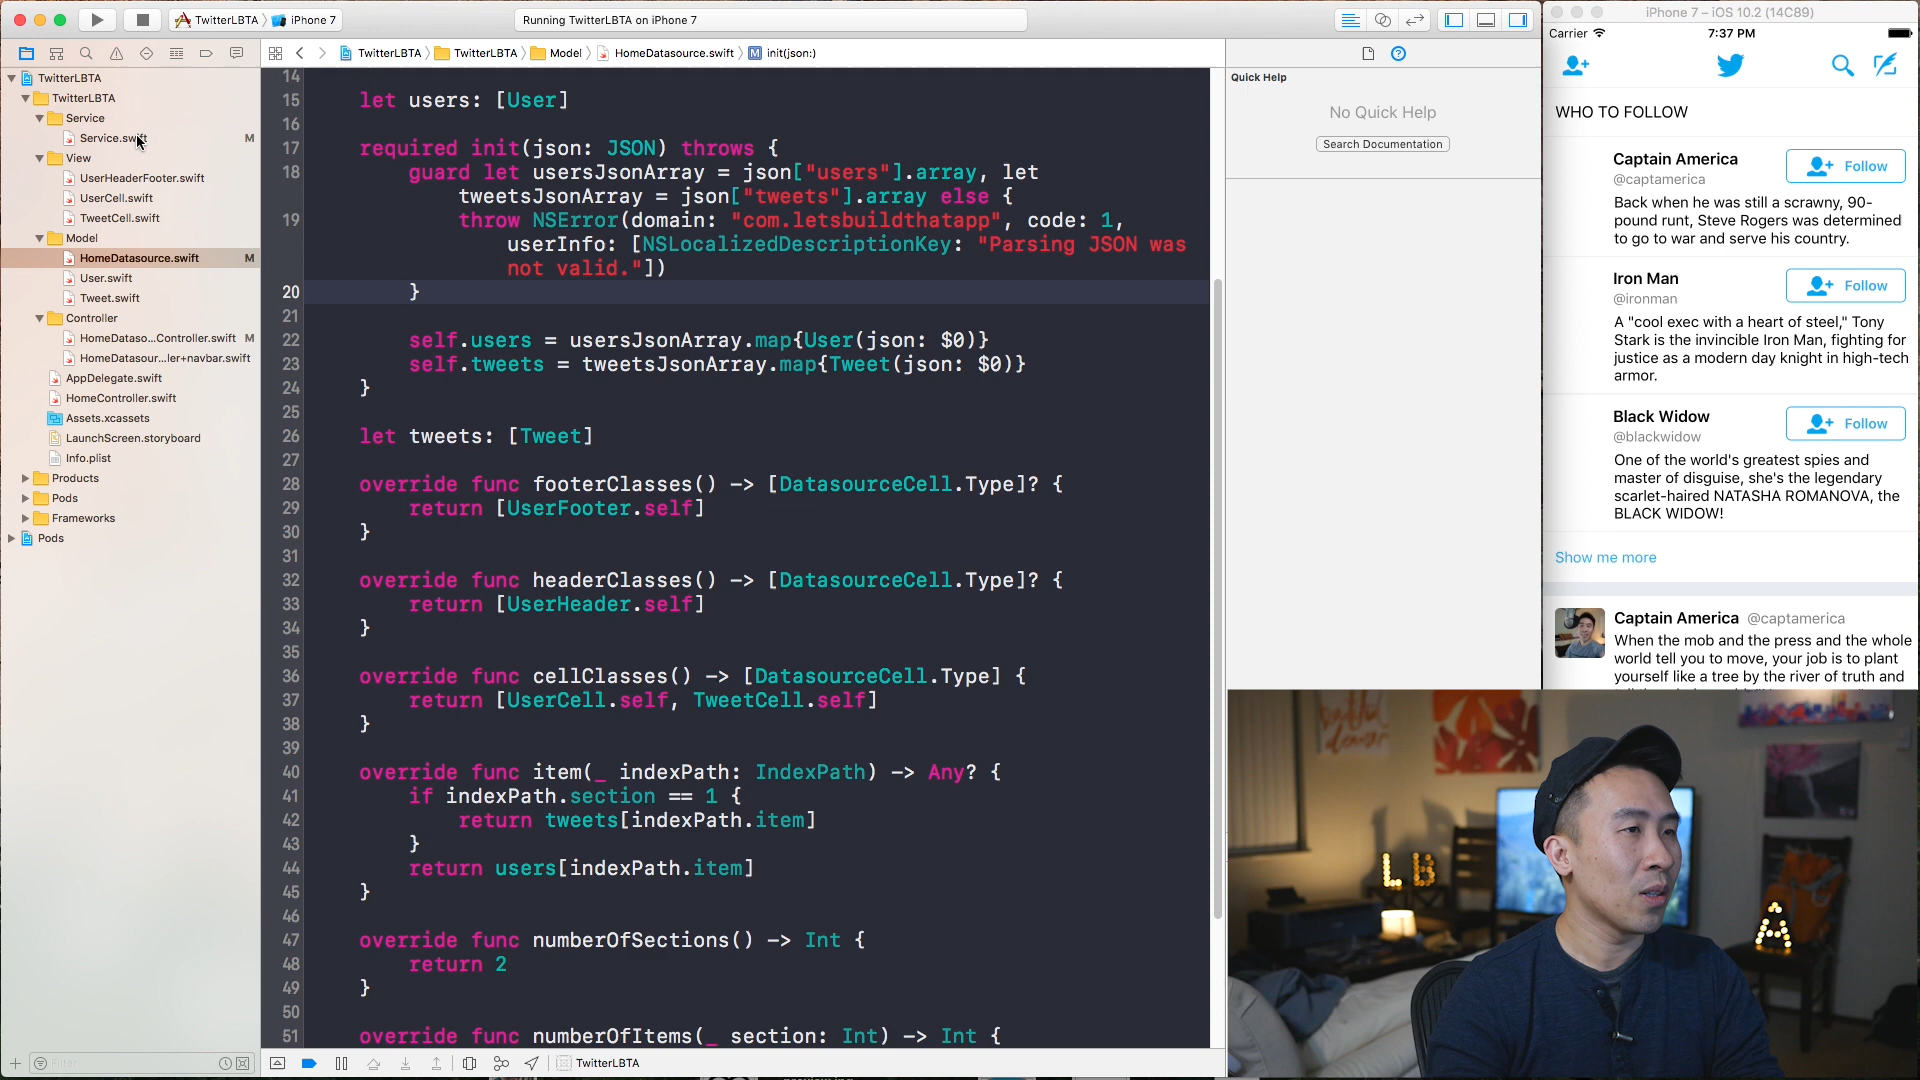 TwitterLBTA 〉 iPhone 7
Running TwitterLBTA on iPhone 7
iPhone 7 – iOS 10.2 (14C89)
TwitterLBTA 〉 TwitterLBTA 〉 Model 〉 HomeDatasource.swift 〉 M init(json:)
TwitterLBTA
TwitterLBTA
Service
Service.swift M
View
UserHeaderFooter.swift
UserCell.swift
TweetCell.swift
Model
HomeDatasource.swift M
User.swift
Tweet.swift
Controller
HomeDataso...Controller.swift M
HomeDatasour...ler+navbar.swift
AppDelegate.swift
HomeController.swift
Assets.xcassets
LaunchScreen.storyboard
Info.plist
Products
Pods
Frameworks
Pods
Filter
14
15 let users: [User]
16
17 required init(json: JSON) throws {
18 guard let usersJsonArray = json["users"].array, let
tweetsJsonArray = json["tweets"].array else {
19 throw NSError(domain: "com.letsbuildthatapp", code: 1,
userInfo: [NSLocalizedDescriptionKey: "Parsing JSON was
not valid."])
20 }
21
22 self.users = usersJsonArray.map{User(json: $0)}
23 self.tweets = tweetsJsonArray.map{Tweet(json: $0)}
24 }
25
26 let tweets: [Tweet]
27
28 override func footerClasses() -> [DatasourceCell.Type]? {
29 return [UserFooter.self]
30 }
31
32 override func headerClasses() -> [DatasourceCell.Type]? {
33 return [UserHeader.self]
34 }
35
36 override func cellClasses() -> [DatasourceCell.Type] {
37 return [UserCell.self, TweetCell.self]
38 }
39
40 override func item(_ indexPath: IndexPath) -> Any? {
41 if indexPath.section == 1 {
42 return tweets[indexPath.item]
43 }
44 return users[indexPath.item]
45 }
46
47 override func numberOfSections() -> Int {
48 return 2
49 }
50
51 override func numberOfItems(_ section: Int) -> Int {
TwitterLBTA
Quick Help
No Quick Help
Search Documentation
Carrier 7:37 PM
WHO TO FOLLOW
Captain America Follow
@captamerica
Back when he was still a scrawny, 90-
pound runt, Steve Rogers was determined
to go to war and serve his country.
Iron Man Follow
@ironman
A "cool exec with a heart of steel," Tony
Stark is the invincible Iron Man, fighting for
justice as a modern day knight in high-tech
armor.
Black Widow Follow
@blackwidow
One of the world's greatest spies and
master of disguise, she's the legendary
scarlet-haired NATASHA ROMANOVA, the
BLACK WIDOW!
Show me more
Captain America @captamerica
When the mob and the press and the whole
world tell you to move, your job is to plant
yourself like a tree by the river of truth and
LB
A